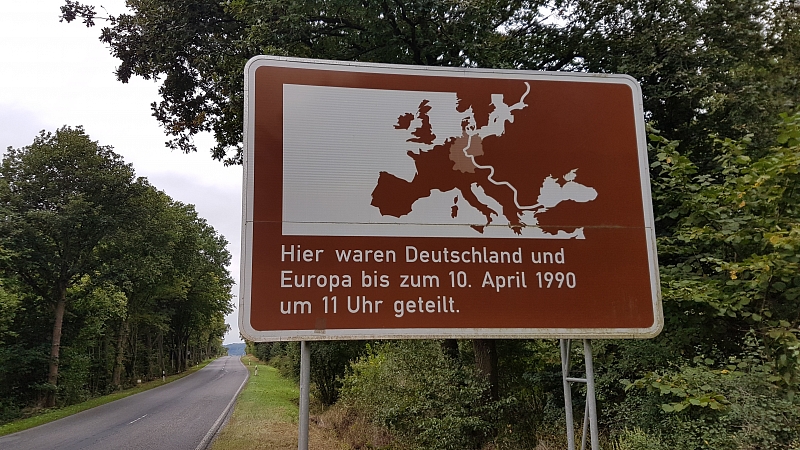 Hier waren Deutschland und
Europa bis zum 10. April 1990
um 11 Uhr geteilt.